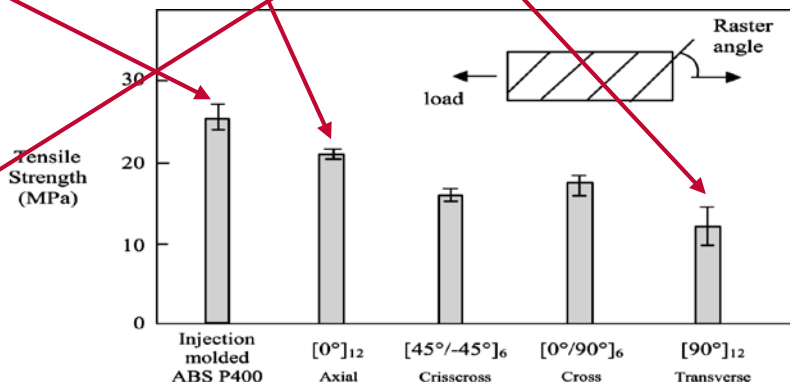 Raster
angle
load
30
20
10
0
Tensile
Strength
(MPa)
Injection
molded
ABS P400
[0°]₁₂
Axial
[45°/-45°]₆
Crisscross
[0°/90°]₆
Cross
[90°]₁₂
Transverse